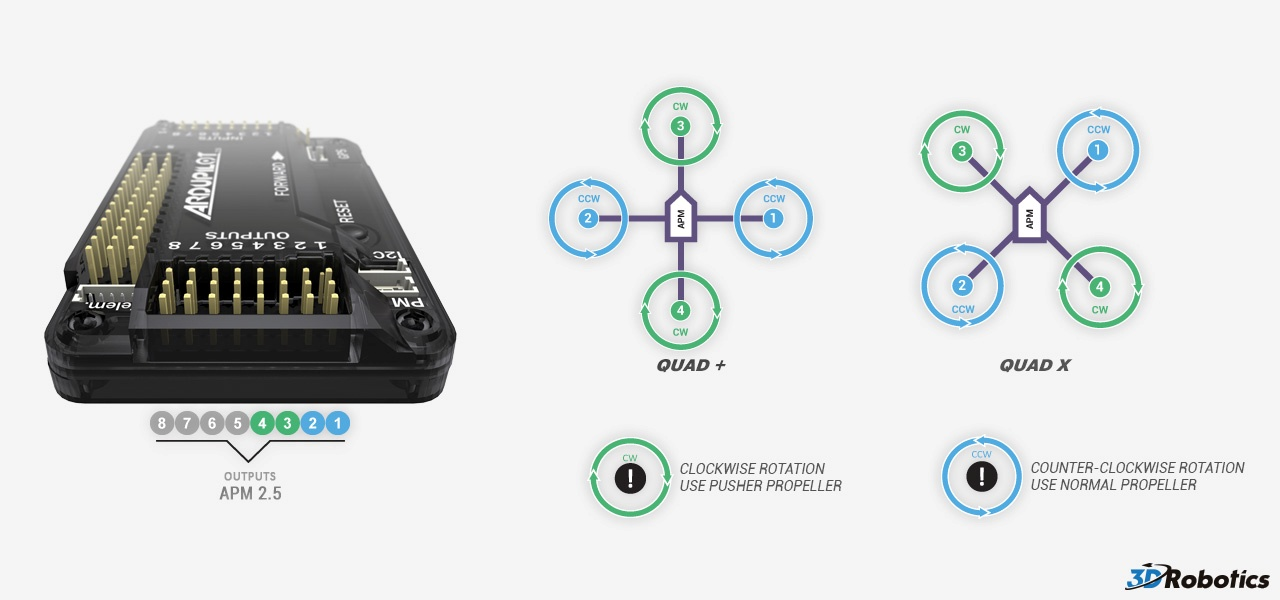 INPUTS
ARDUPILOT
FORWARD
GPS
RESET
OUTPUTS
1 2 3 4 5 6 7 8
I2C
PM
elem.
8 7 6 5 4 3 2 1
OUTPUTS
APM 2.5
CW
3
CCW
2
APM
CCW
1
4
CW
QUAD +
CW
3
CCW
1
APM
2
CCW
4
CW
QUAD X
CW
!
CLOCKWISE ROTATION
USE PUSHER PROPELLER
CCW
!
COUNTER-CLOCKWISE ROTATION
USE NORMAL PROPELLER
3DRobotics